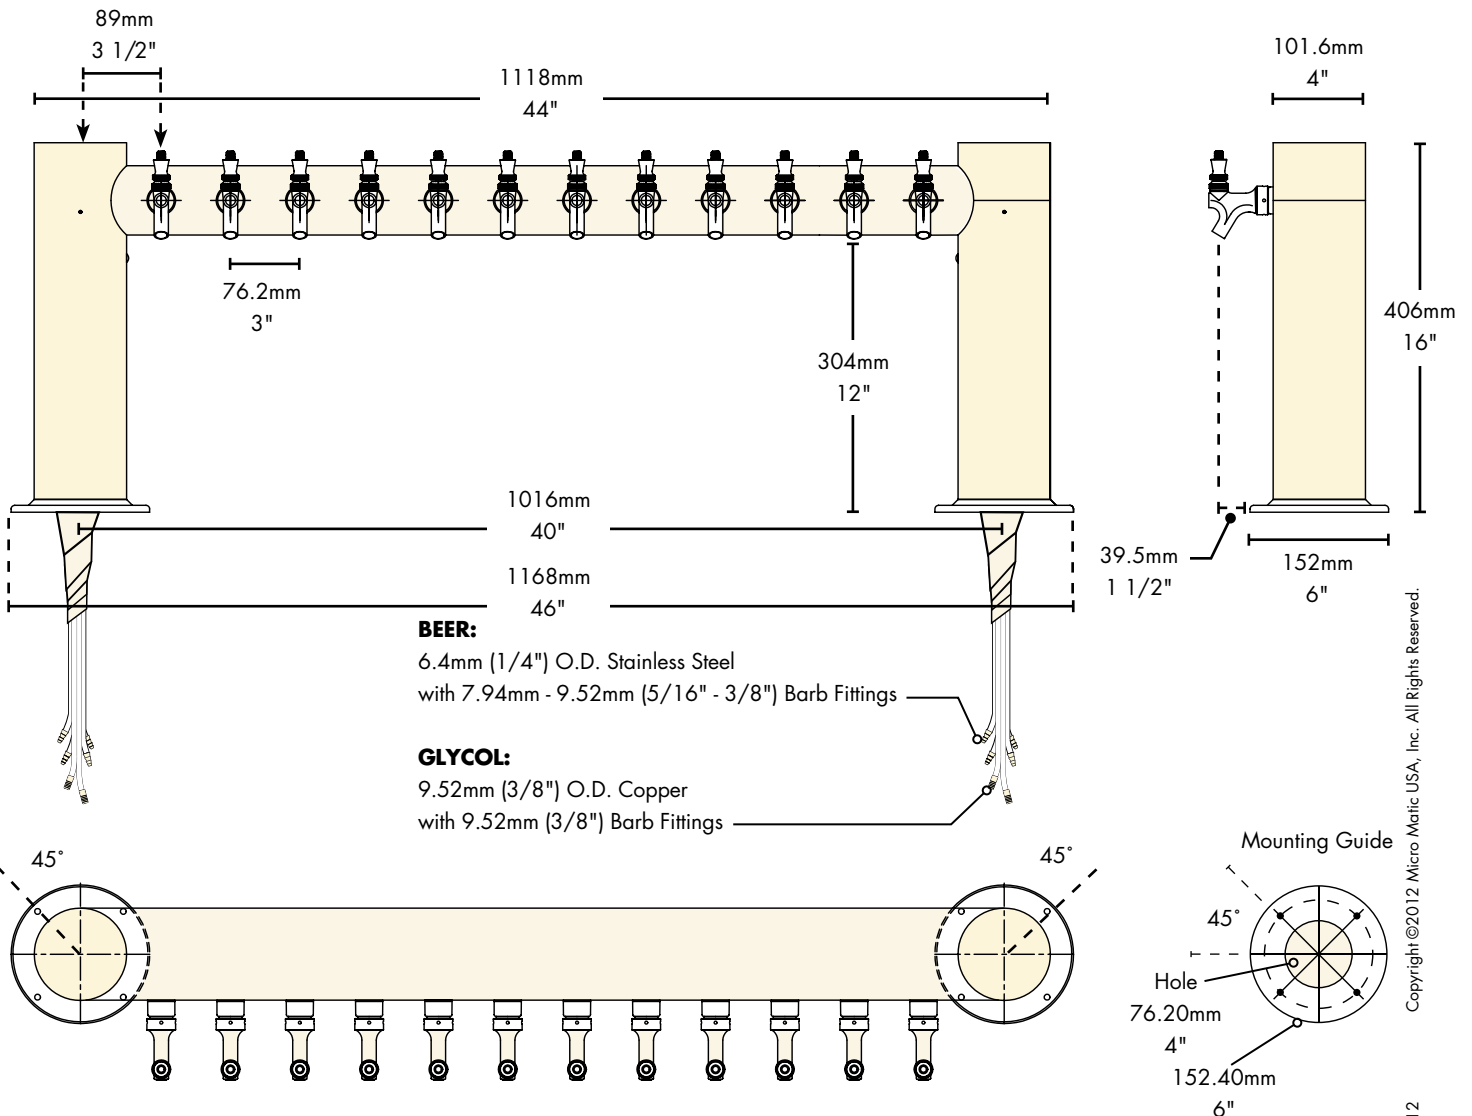 89mm
3 1/2"
1118mm
44"
101.6mm
4"
76.2mm
3"
304mm
12"
406mm
16"
1016mm
40"
1168mm
46"
39.5mm
1 1/2"
152mm
6"
BEER:
6.4mm (1/4") O.D. Stainless Steel
with 7.94mm - 9.52mm (5/16" - 3/8") Barb Fittings
GLYCOL:
9.52mm (3/8") O.D. Copper
with 9.52mm (3/8") Barb Fittings
45°
45°
Mounting Guide
45°
Hole
76.20mm
4"
152.40mm
6"
Copyright ©2012 Micro Matic USA, Inc. All Rights Reserved.
12